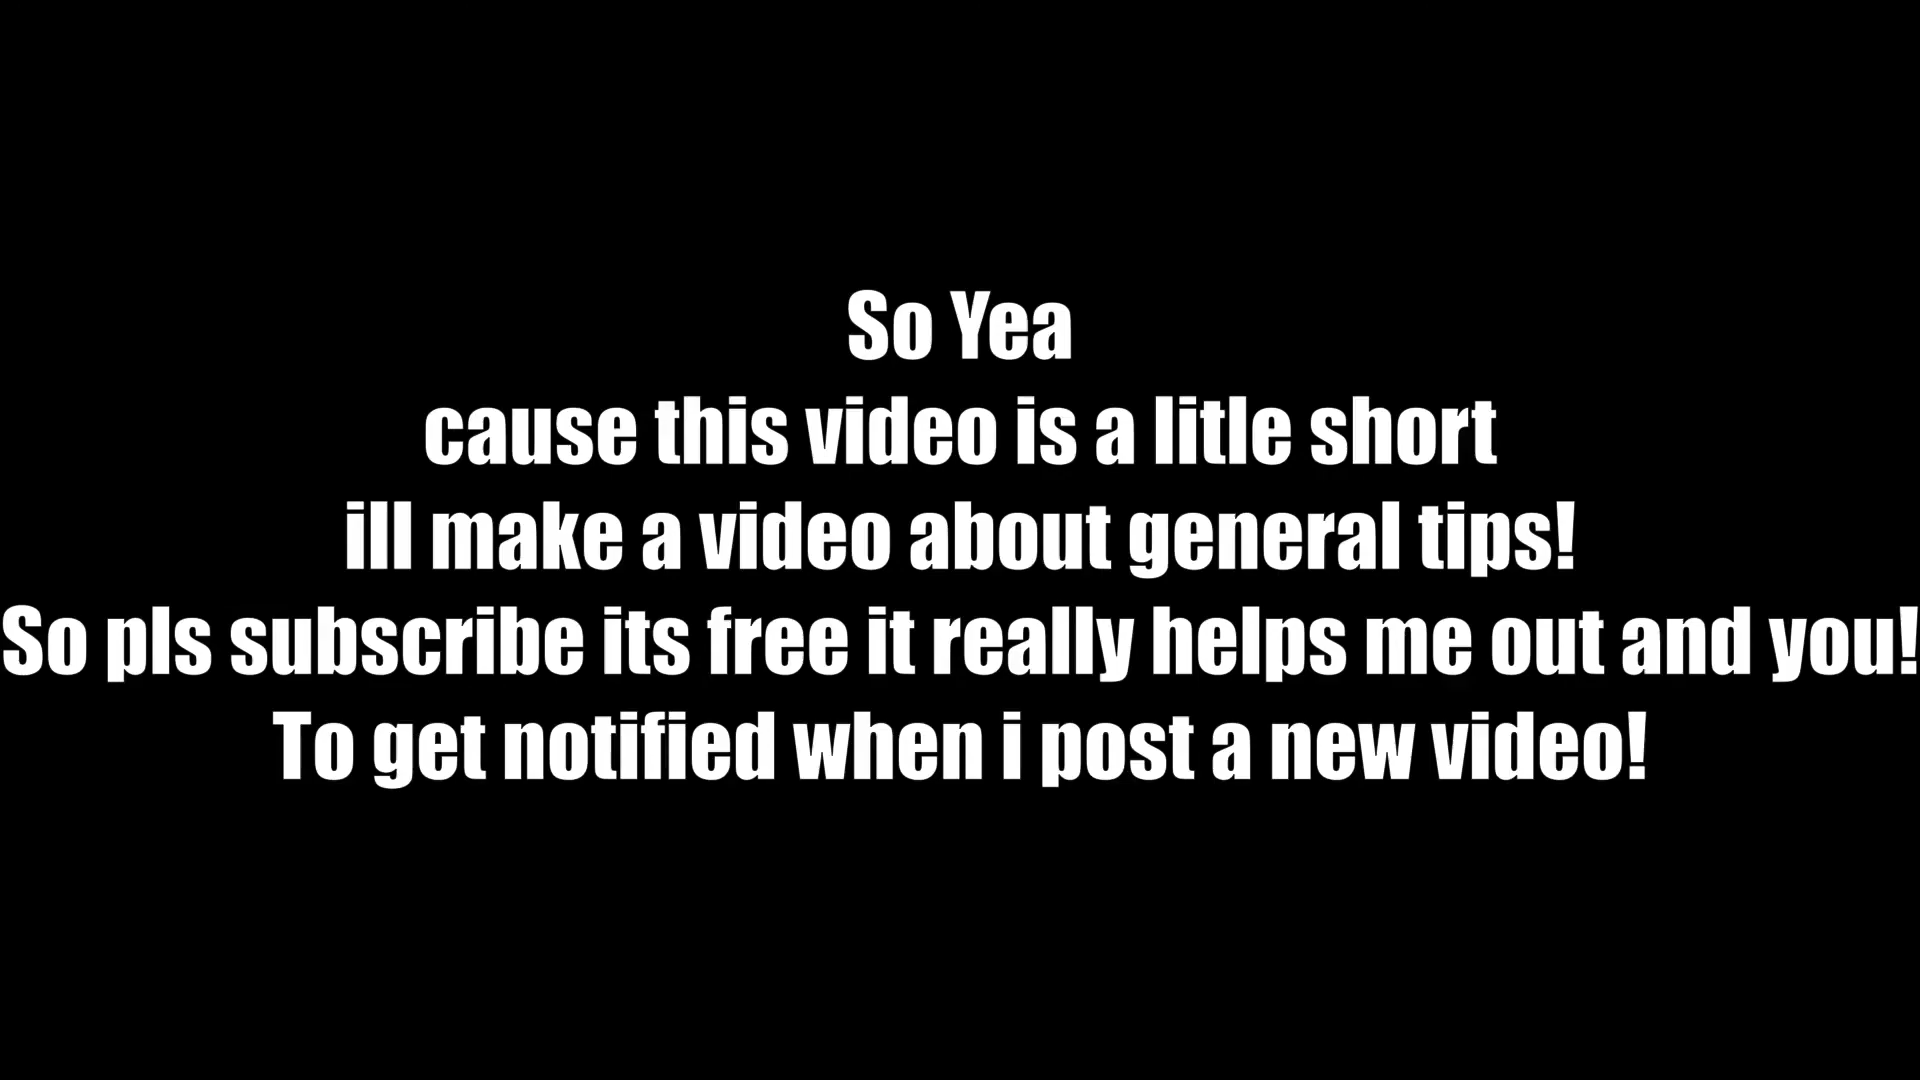 So Yea
cause this video is a litle short
ill make a video about general tips!
So pls subscribe its free it really helps me out and you!
To get notified when i post a new video!